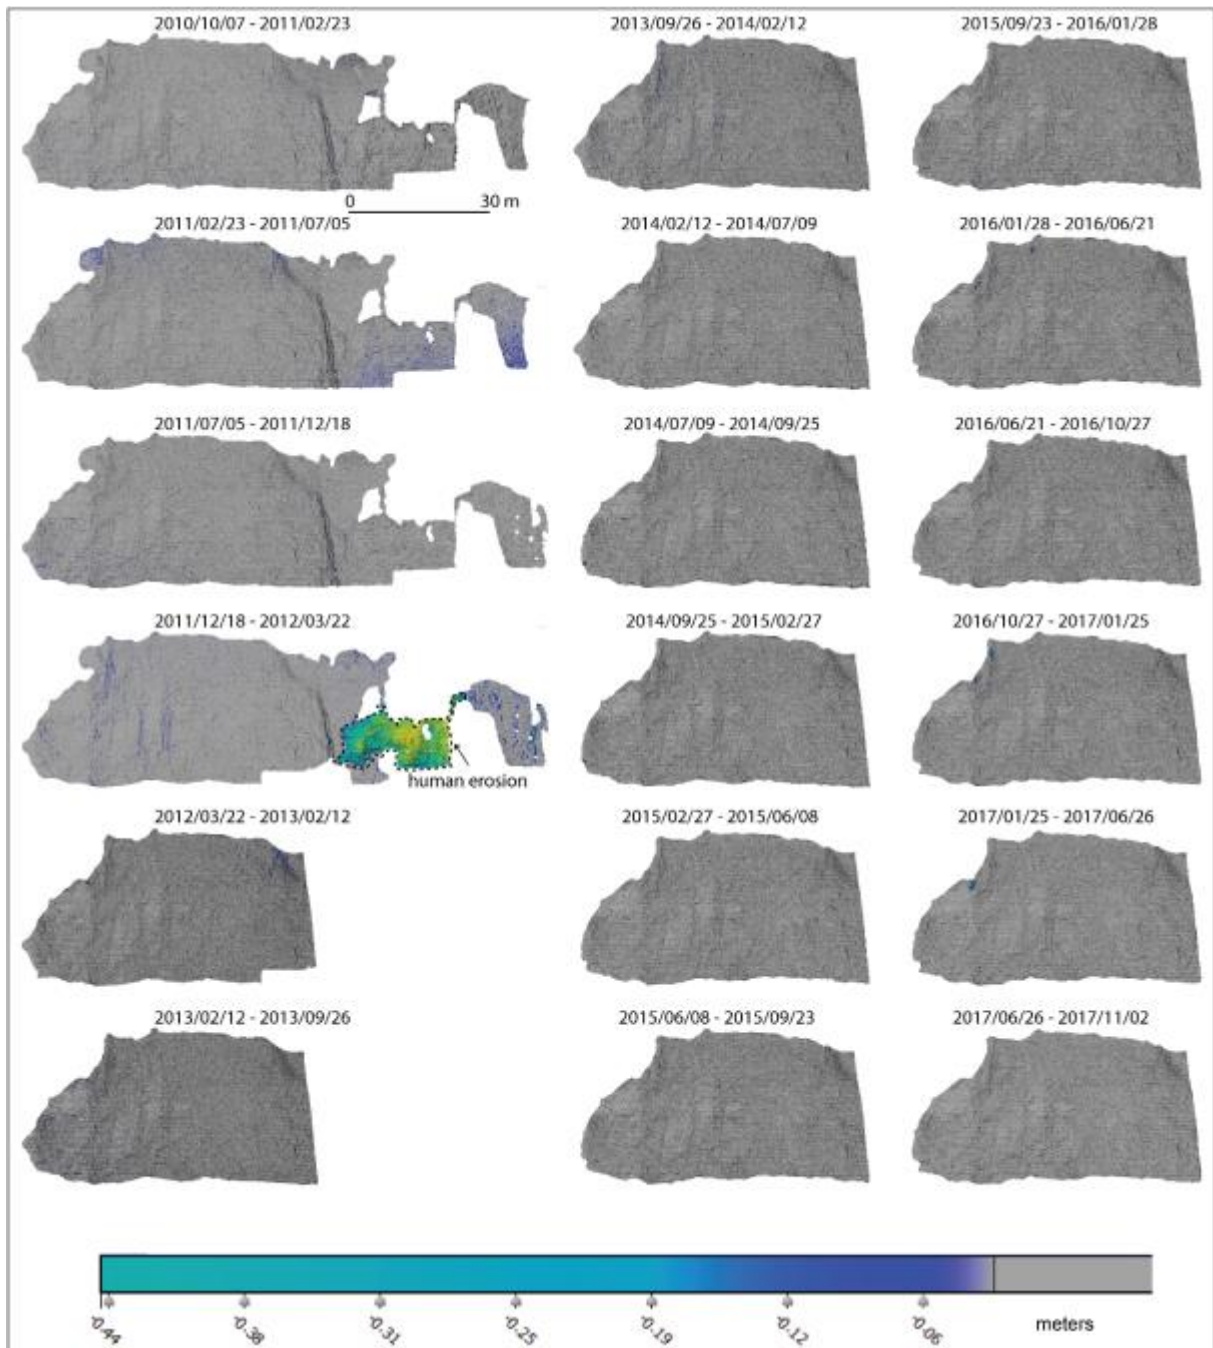 2010/10/07 - 2011/02/23
2013/09/26 - 2014/02/12
2015/09/23 - 2016/01/28
0 30 m
2011/02/23 - 2011/07/05
2014/02/12 - 2014/07/09
2016/01/28 - 2016/06/21
2011/07/05 - 2011/12/18
2014/07/09 - 2014/09/25
2016/06/21 - 2016/10/27
2011/12/18 - 2012/03/22
2014/09/25 - 2015/02/27
2016/10/27 - 2017/01/25
human erosion
2012/03/22 - 2013/02/12
2015/02/27 - 2015/06/08
2017/01/25 - 2017/06/26
2013/02/12 - 2013/09/26
2015/06/08 - 2015/09/23
2017/06/26 - 2017/11/02
-0.44 -0.38 -0.31 -0.25 -0.19 -0.12 -0.06 meters